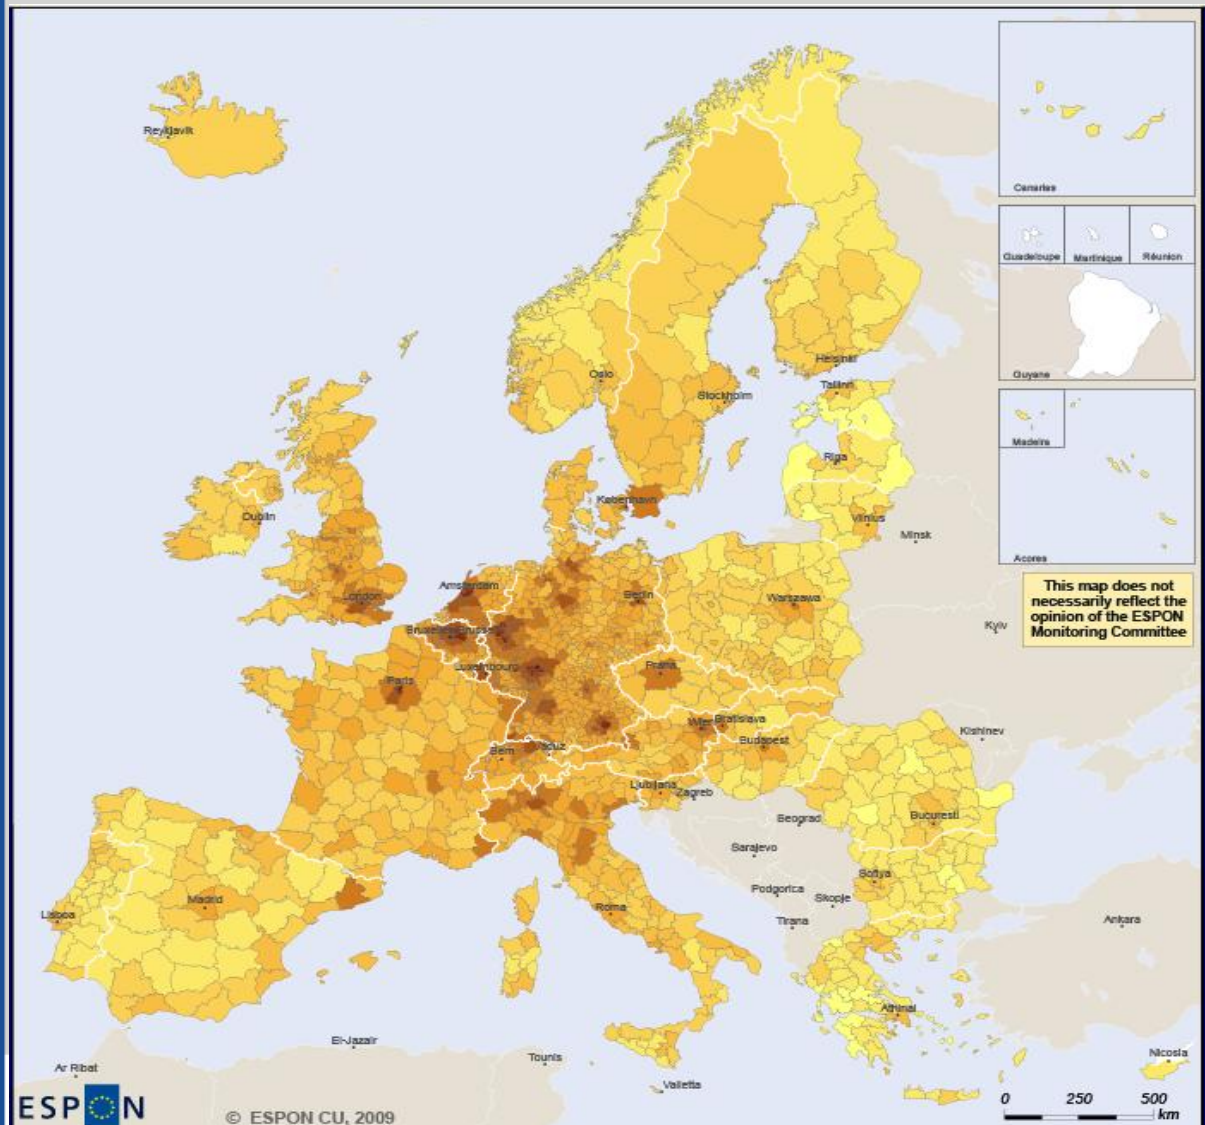 Reykjavik
Canarias
Guadeloupe
Martinique
Réunion
Guyane
Madeira
Acores
This map does not
necessarily reflect the
opinion of the ESPON
Monitoring Committee
Oslo
Helsinki
Tallinn
Stockholm
Riga
København
Dublin
Vilnius
Minsk
Amsterdam
London
Berlin
Warszawa
Kyiv
Luxembourg
Praha
Paris
Wien
Bratislava
Kishinev
Bern
Vaduz
Budapest
Ljubljana
Zagreb
Beograd
Bucuresti
Sarajevo
Sofiya
Madrid
Podgorica
Skopje
Lisboa
Roma
Tirana
Ankara
Athinai
El-Jazair
Tounis
Nicosia
Ar Ribat
Valletta
ESPON
© ESPON CU, 2009
0 250 500
km